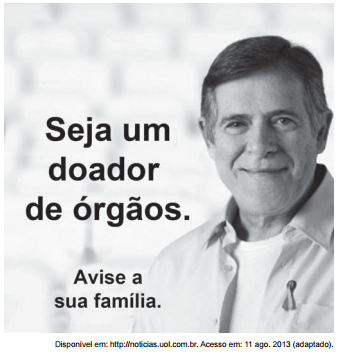 Seja um
doador
de órgãos.
Avise a
sua família.
Disponível em: http://noticias.uol.com.br. Acesso em: 11 ago. 2013 (adaptado).